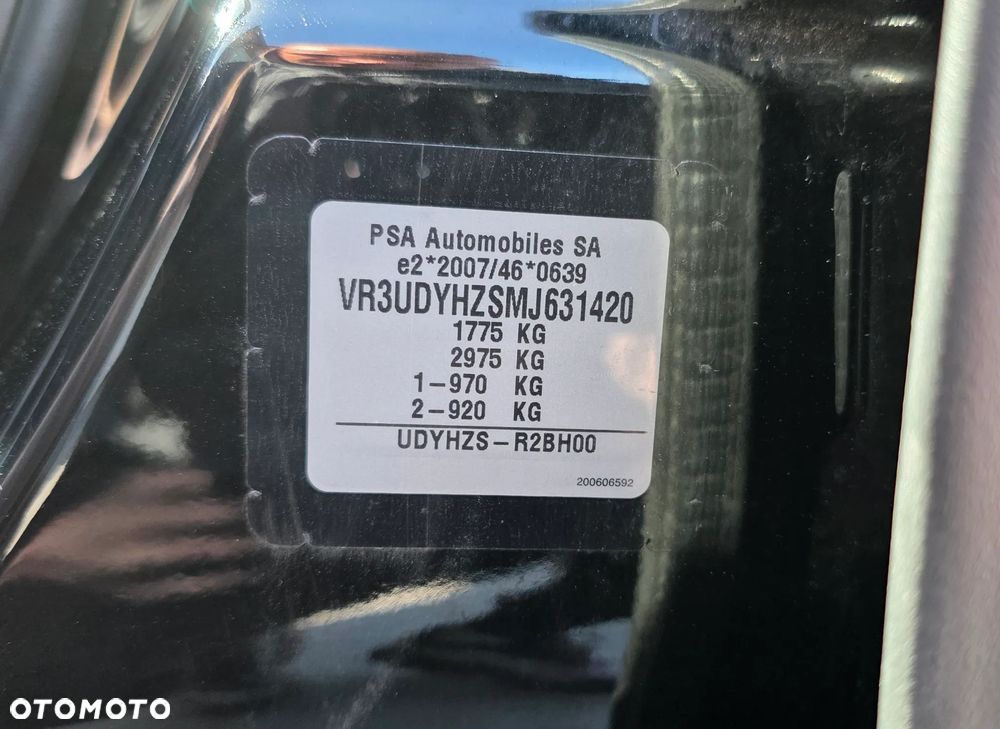 PSA Automobiles SA
e2*2007/46*0639
VR3UDYHZSMJ631420
1775 KG
2975 KG
1-970 KG
2-920 KG
UDYHZS-R2BH00
200606592
OTOMOTO